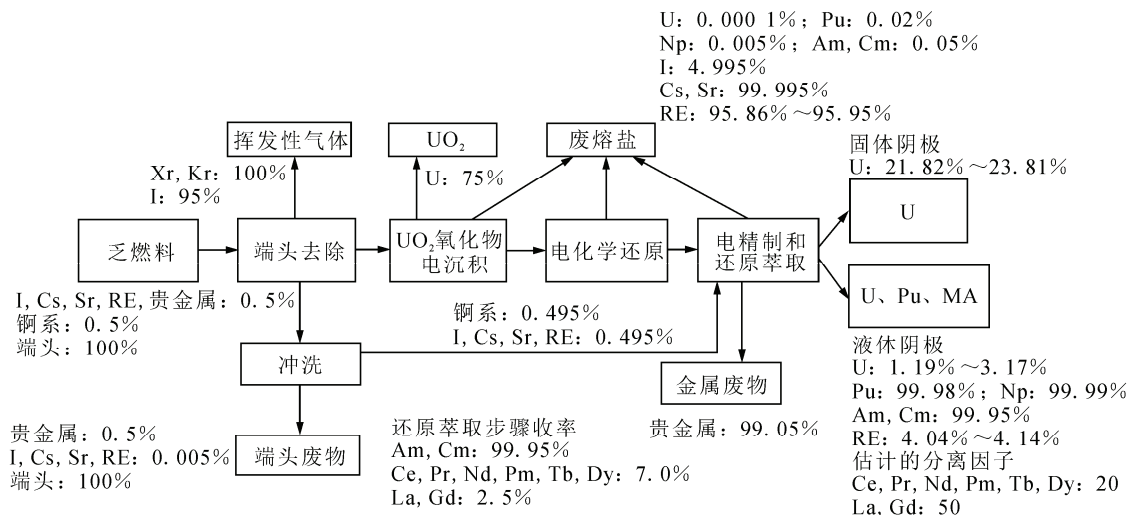 U：0.000 1%；Pu：0.02%
Np：0.005%；Am, Cm：0.05%
I：4.995%
Cs, Sr：99.995%
RE：95.86%～95.95%
挥发性气体
UO₂
废熔盐
固体阴极
U：21.82%～23.81%
Xr, Kr：100%
I：95%
U：75%
U
乏燃料
端头去除
UO₂氧化物
电沉积
电化学还原
电精制和
还原萃取
U、Pu、MA
I, Cs, Sr, RE, 贵金属：0.5%
锕系：0.5%
端头：100%
锕系：0.495%
I, Cs, Sr, RE：0.495%
冲洗
金属废物
液体阴极
U：1.19%～3.17%
Pu：99.98%；Np：99.99%
Am, Cm：99.95%
RE：4.04%～4.14%
估计的分离因子
Ce, Pr, Nd, Pm, Tb, Dy：20
La, Gd：50
贵金属：0.5%
I, Cs, Sr, RE：0.005%
端头：100%
端头废物
还原萃取步骤收率
Am, Cm：99.95%
Ce, Pr, Nd, Pm, Tb, Dy：7.0%
La, Gd：2.5%
贵金属：99.05%